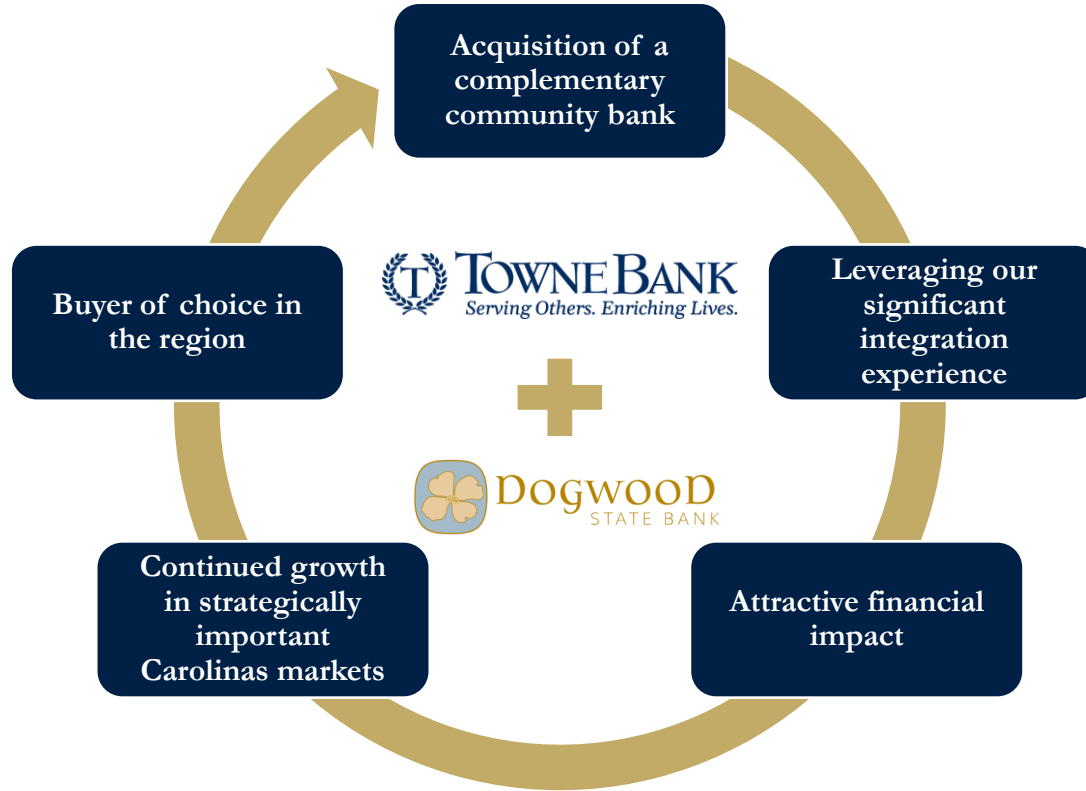 Acquisition of a
complementary
community bank
Leveraging our
significant
integration
experience
Attractive financial
impact
Continued growth
in strategically
important
Carolinas markets
Buyer of choice in
the region
T
TOWNEBANK
Serving Others. Enriching Lives.
DOGWOOD
STATE BANK